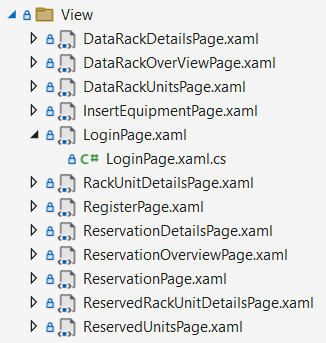 View
DataRackDetailsPage.xaml
DataRackOverViewPage.xaml
DataRackUnitsPage.xaml
InsertEquipmentPage.xaml
LoginPage.xaml
C# LoginPage.xaml.cs
RackUnitDetailsPage.xaml
RegisterPage.xaml
ReservationDetailsPage.xaml
ReservationOverviewPage.xaml
ReservationPage.xaml
ReservedRackUnitDetailsPage.xaml
ReservedUnitsPage.xaml